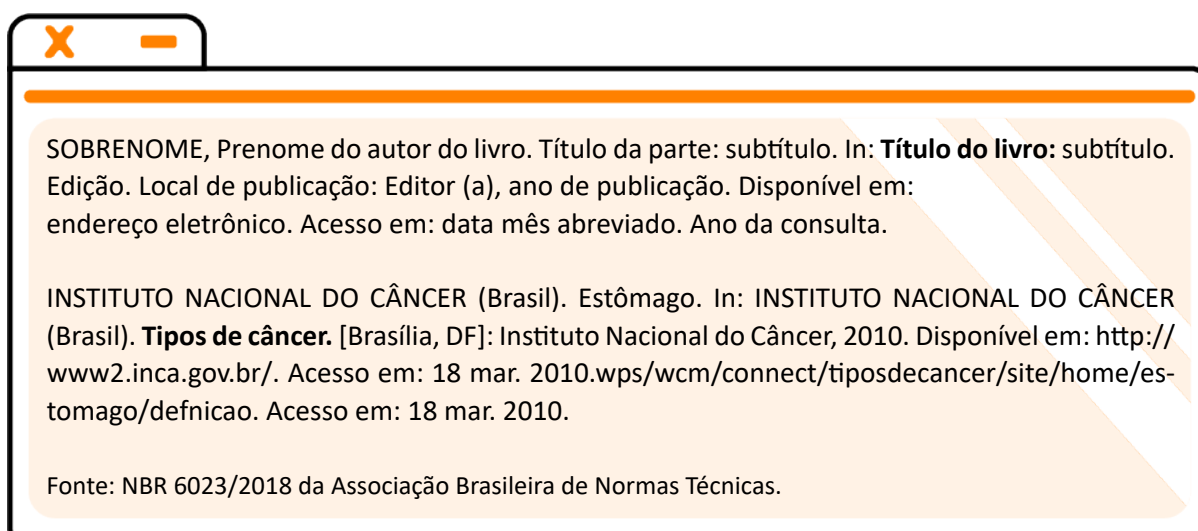 SOBRENOME, Prenome do autor do livro. Título da parte: subtítulo. In: Título do livro: subtítulo.
Edição. Local de publicação: Editor (a), ano de publicação. Disponível em:
endereço eletrônico. Acesso em: data mês abreviado. Ano da consulta.
INSTITUTO NACIONAL DO CÂNCER (Brasil). Estômago. In: INSTITUTO NACIONAL DO CÂNCER
(Brasil). Tipos de câncer. [Brasília, DF]: Instituto Nacional do Câncer, 2010. Disponível em: http://
www2.inca.gov.br/. Acesso em: 18 mar. 2010.wps/wcm/connect/tiposdecancer/site/home/es-
tomago/defnicao. Acesso em: 18 mar. 2010.
Fonte: NBR 6023/2018 da Associação Brasileira de Normas Técnicas.